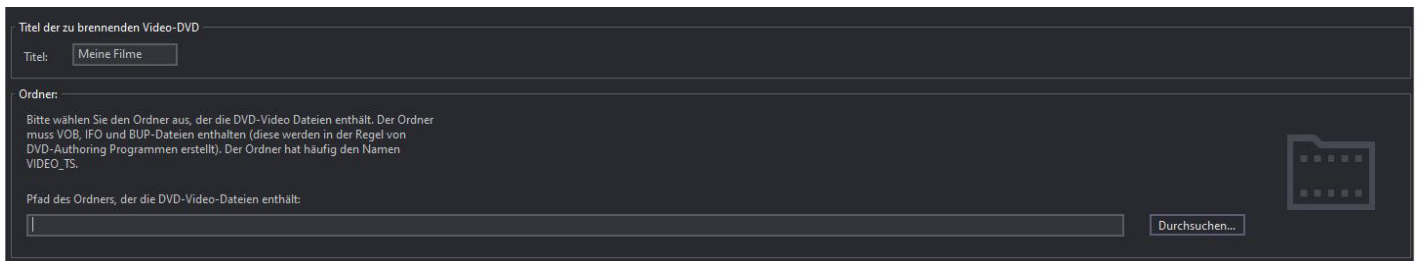 Titel der zu brennenden Video-DVD
Titel: Meine Filme
Ordner:
Bitte wählen Sie den Ordner aus, der die DVD-Video Dateien enthält. Der Ordner
muss VOB, IFO und BUP-Dateien enthalten (diese werden in der Regel von
DVD-Authoring Programmen erstellt). Der Ordner hat häufig den Namen
VIDEO_TS.
Pfad des Ordners, der die DVD-Video-Dateien enthält:
Durchsuchen...